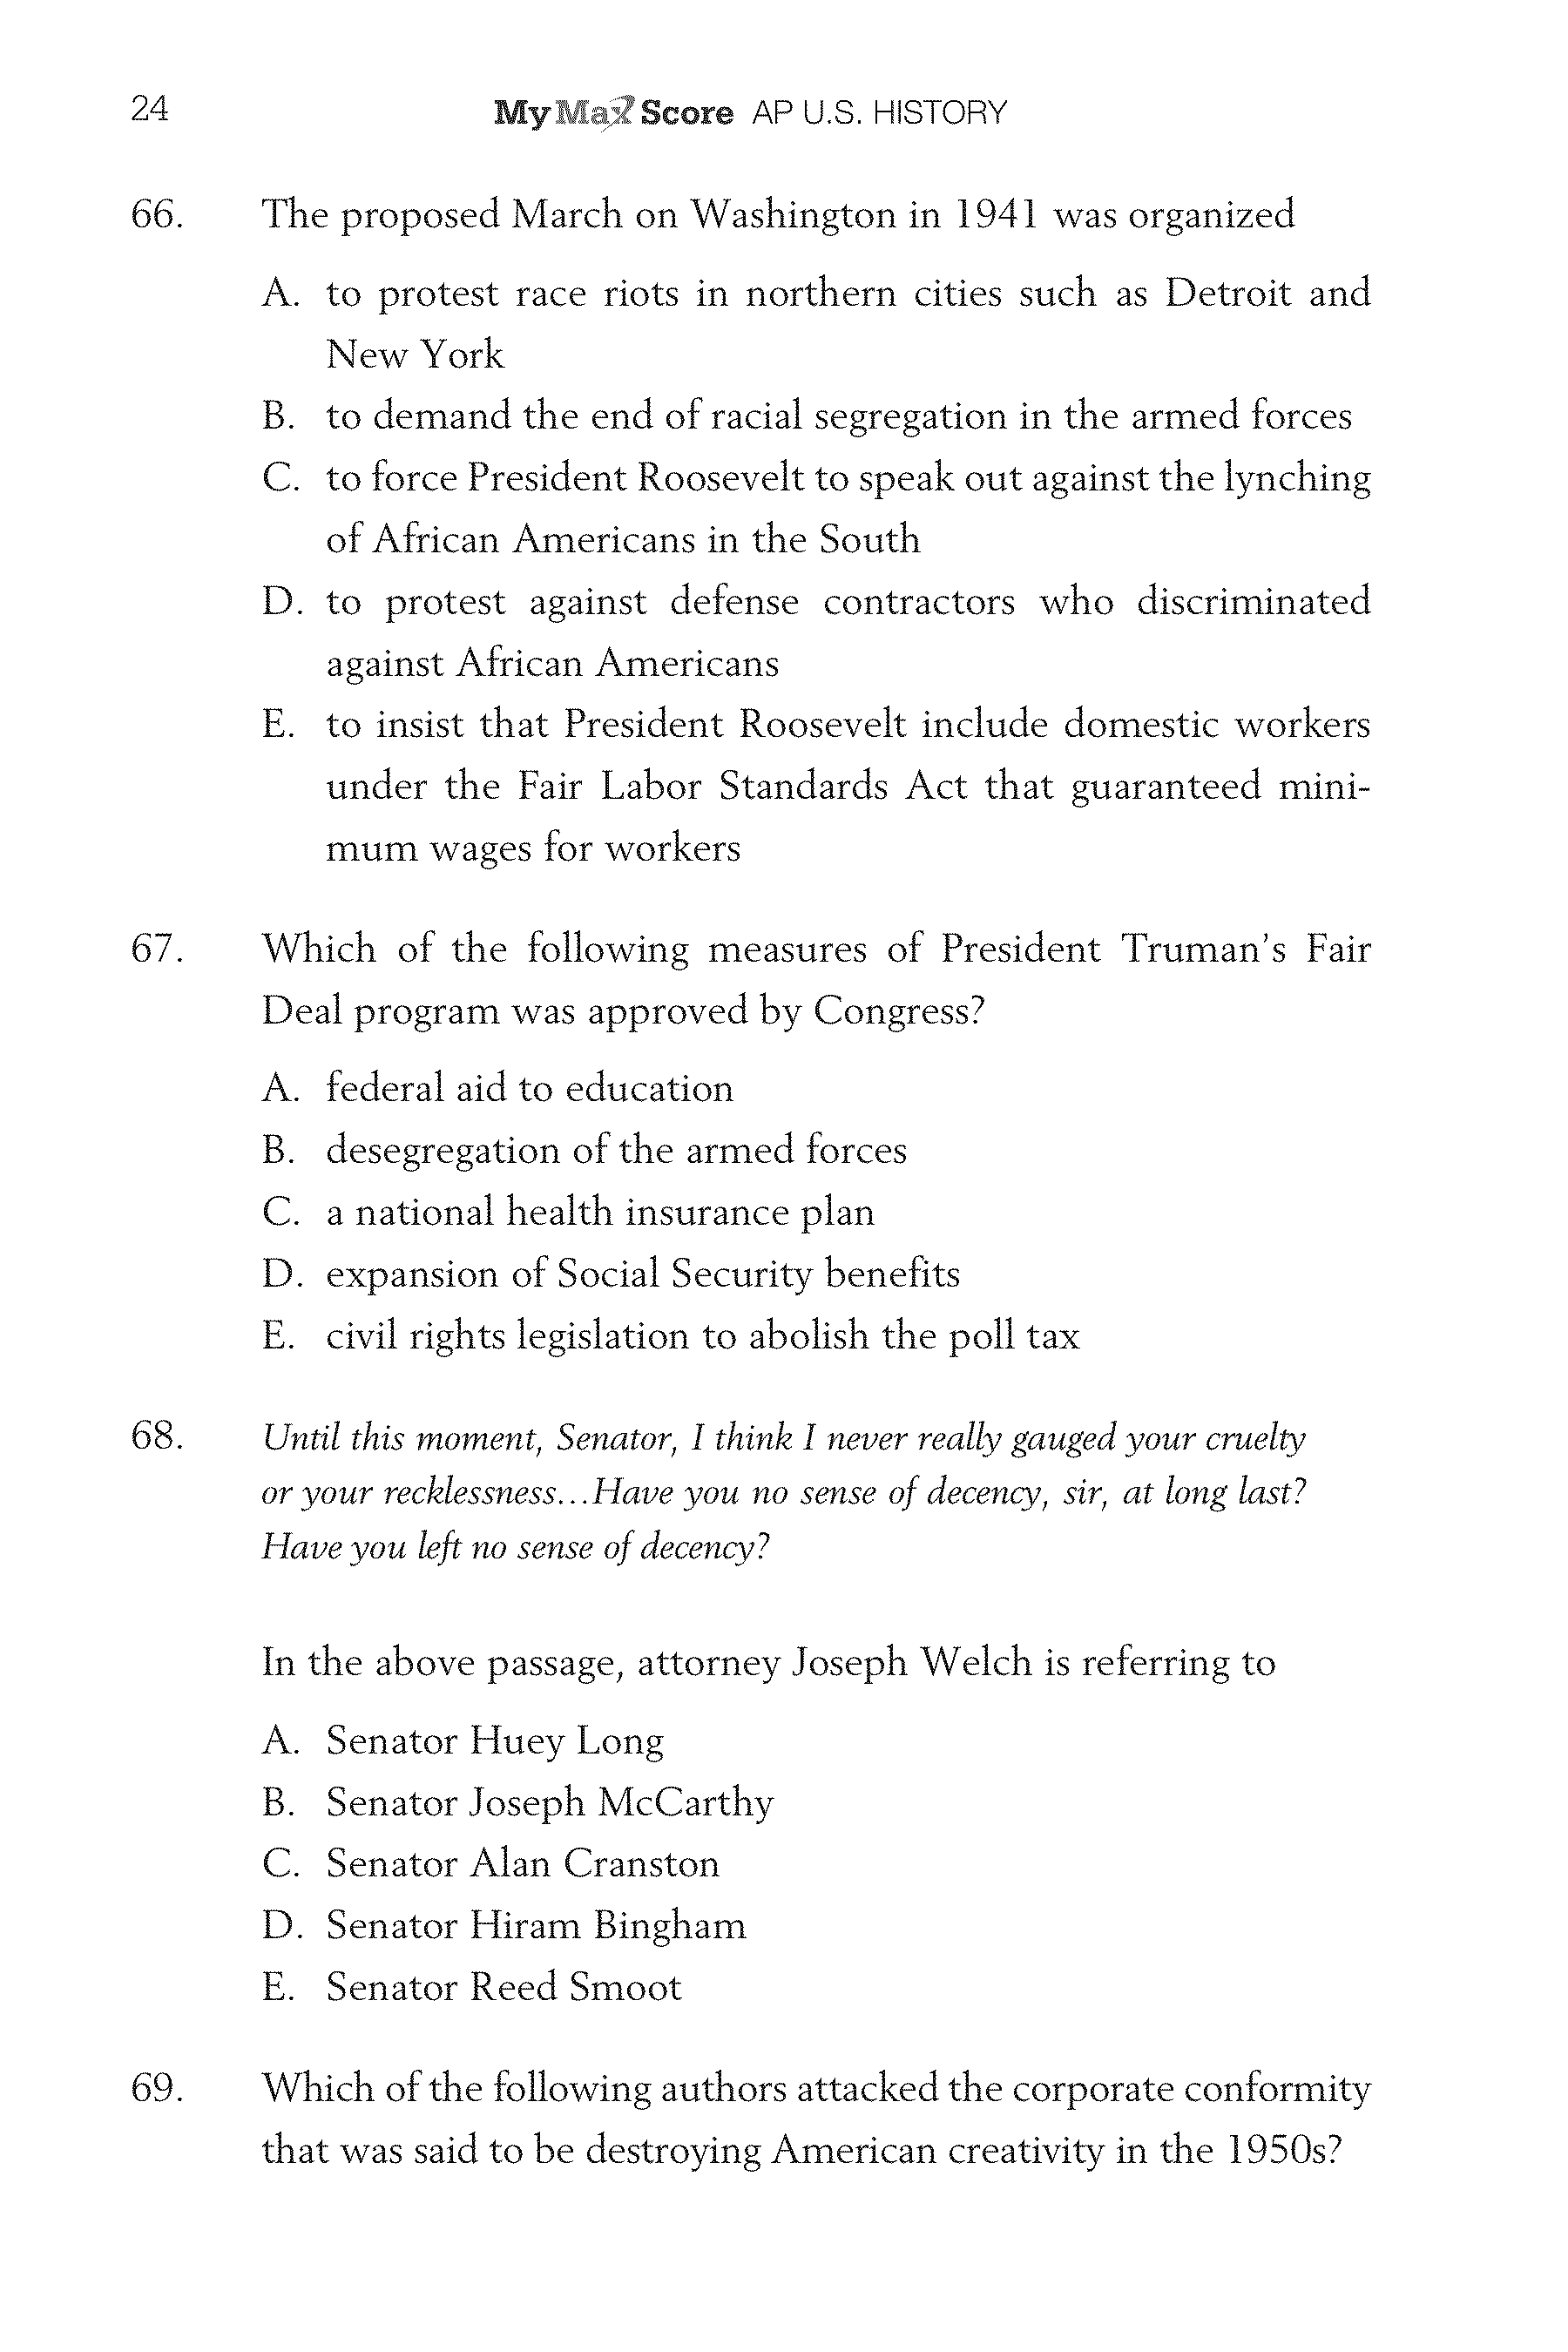 24
MyMaxScore AP U.S. HISTORY
66. The proposed March on Washington in 1941 was organized
A. to protest race riots in northern cities such as Detroit and
New York
B. to demand the end of racial segregation in the armed forces
C. to force President Roosevelt to speak out against the lynching
of African Americans in the South
D. to protest against defense contractors who discriminated
against African Americans
E. to insist that President Roosevelt include domestic workers
under the Fair Labor Standards Act that guaranteed mini-
mum wages for workers
67. Which of the following measures of President Truman's Fair
Deal program was approved by Congress?
A. federal aid to education
B. desegregation of the armed forces
C. a national health insurance plan
D. expansion of Social Security benefits
E. civil rights legislation to abolish the poll tax
68. Until this moment, Senator, I think I never really gauged your cruelty
or your recklessness...Have you no sense of decency, sir, at long last?
Have you left no sense of decency?
In the above passage, attorney Joseph Welch is referring to
A. Senator Huey Long
B. Senator Joseph McCarthy
C. Senator Alan Cranston
D. Senator Hiram Bingham
E. Senator Reed Smoot
69. Which of the following authors attacked the corporate conformity
that was said to be destroying American creativity in the 1950s?